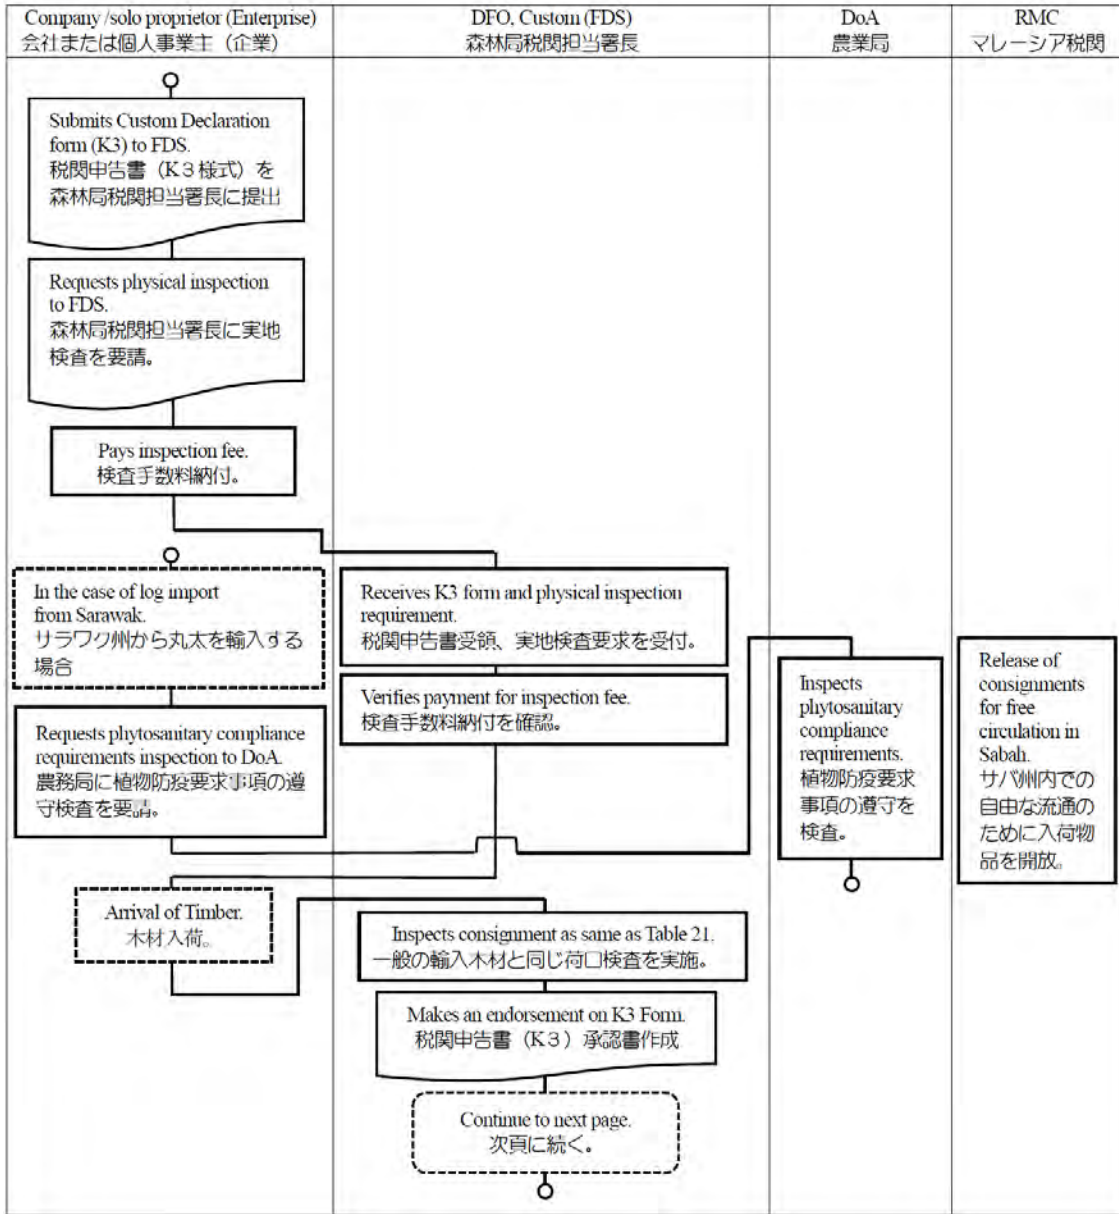 Company /solo proprietor (Enterprise)
会社または個人事業主（企業）
DFO, Custom (FDS)
森林局税関担当署長
DoA
農業局
RMC
マレーシア税関
Submits Custom Declaration
form (K3) to FDS.
税関申告書（K３様式）を
森林局税関担当署長に提出
Requests physical inspection
to FDS.
森林局税関担当署長に実地
検査を要請。
Pays inspection fee.
検査手数料納付。
In the case of log import
from Sarawak.
サラワク州から丸太を輸入する
場合
Requests phytosanitary compliance
requirements inspection to DoA.
農務局に植物防疫要求事項の遵
守検査を要請。
Arrival of Timber.
木材入荷。
Receives K3 form and physical inspection
requirement.
税関申告書受領、実地検査要求を受付。
Verifies payment for inspection fee.
検査手数料納付を確認。
Inspects consignment as same as Table 21.
一般の輸入木材と同じ荷口検査を実施。
Makes an endorsement on K3 Form.
税関申告書（K３）承認書作成
Continue to next page.
次頁に続く。
Inspects
phytosanitary
compliance
requirements.
植物防疫要求
事項の遵守を
検査。
Release of
consignments
for free
circulation in
Sabah.
サバ州内での
自由な流通の
ために入荷物
品を開放。